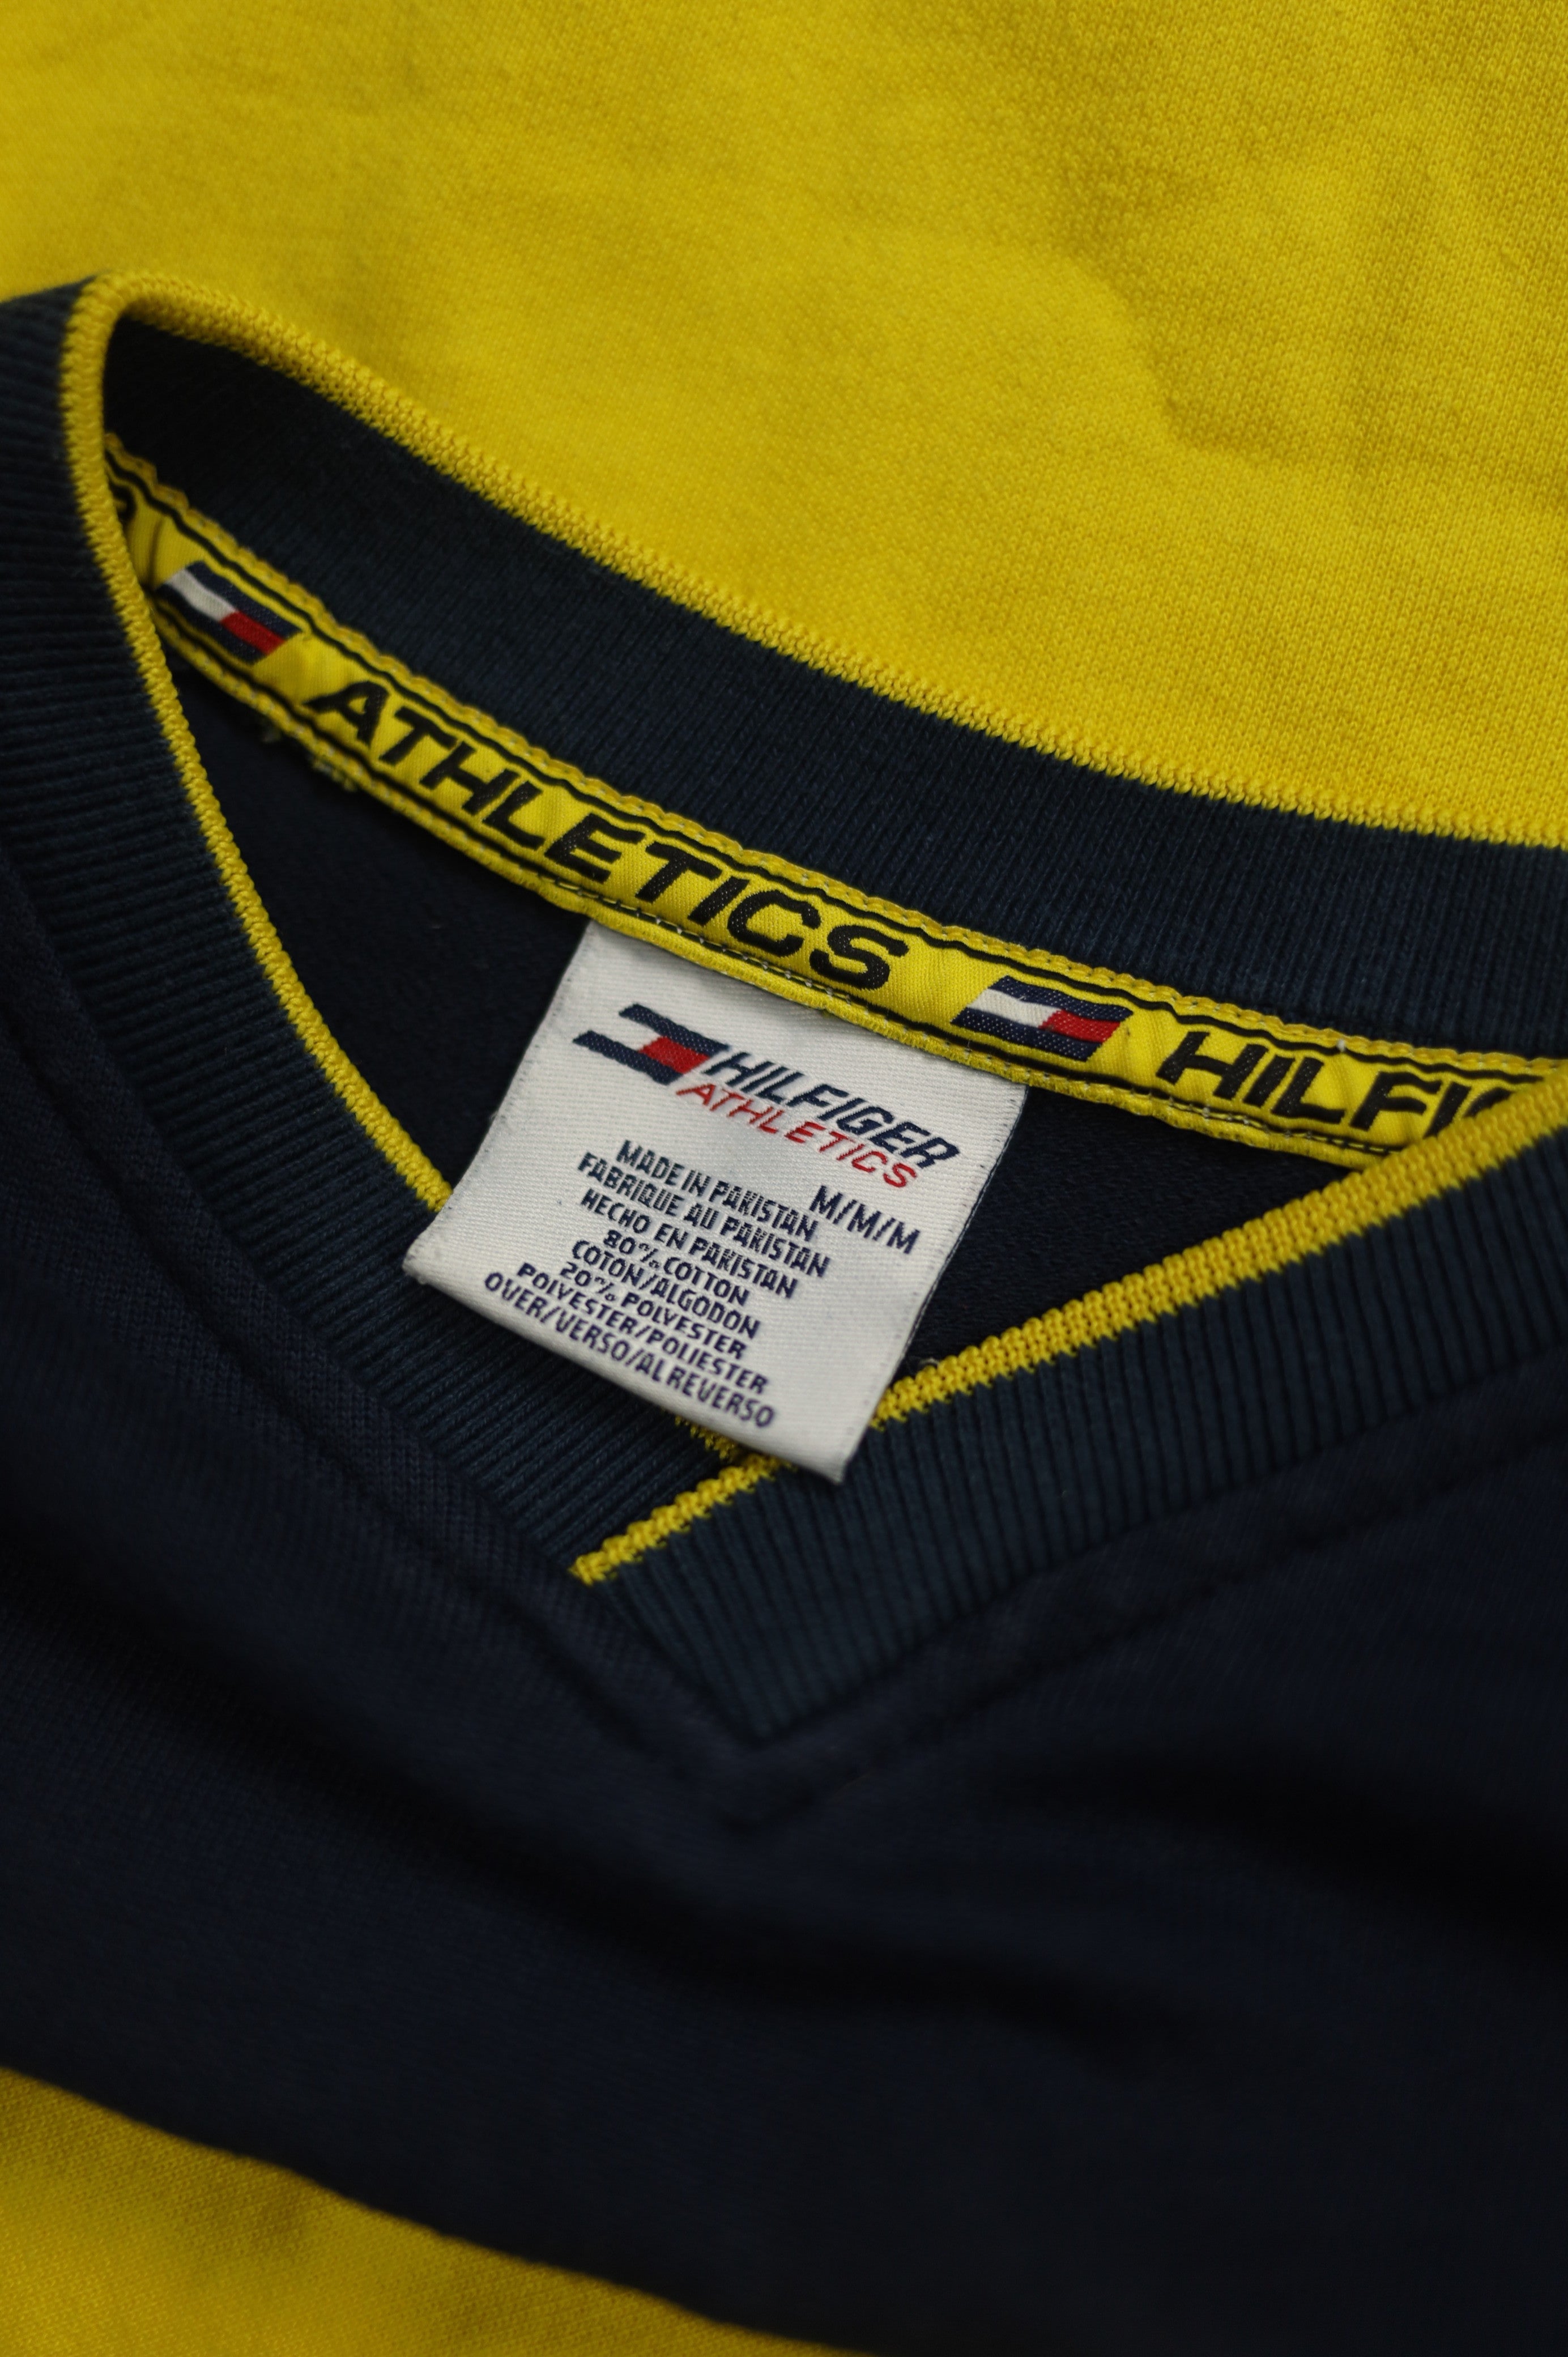 ATHLETICS
HILFI
HILFIGER
ATHLETICS
M/M/M
MADE IN PAKISTAN
FABRIQUE AU PAKISTAN
HECHO EN PAKISTAN
80% COTTON
COTON/ALGODON
20% POLYESTER
POLYESTER/POLIESTER
OVER/VERSO/AL REVERSO